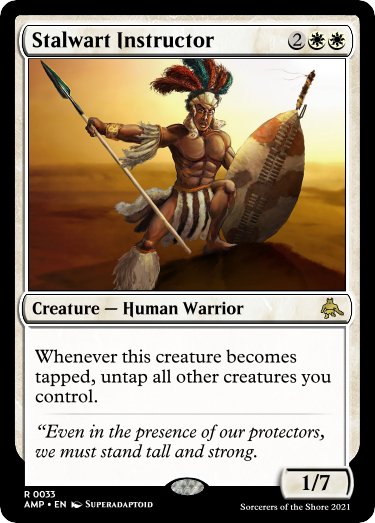 Stalwart Instructor 2
Creature — Human Warrior
Whenever this creature becomes
tapped, untap all other creatures you
control.
“Even in the presence of our protectors,
we must stand tall and strong.
1/7
R 0033
AMP • EN Superadaptoid
Sorcerers of the Shore 2021